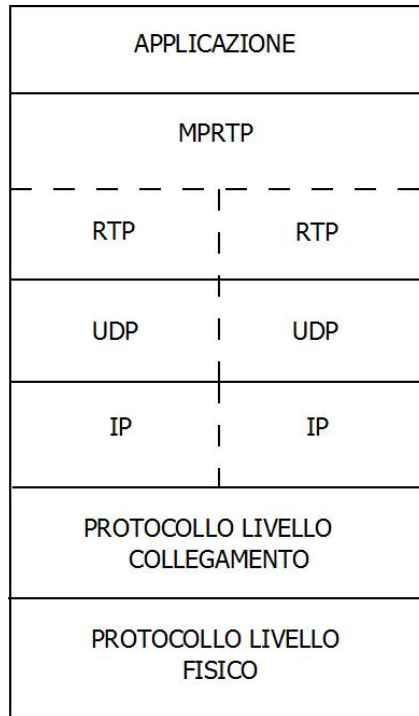 APPLICAZIONE
MPRTP
RTP RTP
UDP UDP
IP IP
PROTOCOLLO LIVELLO
COLLEGAMENTO
PROTOCOLLO LIVELLO
FISICO